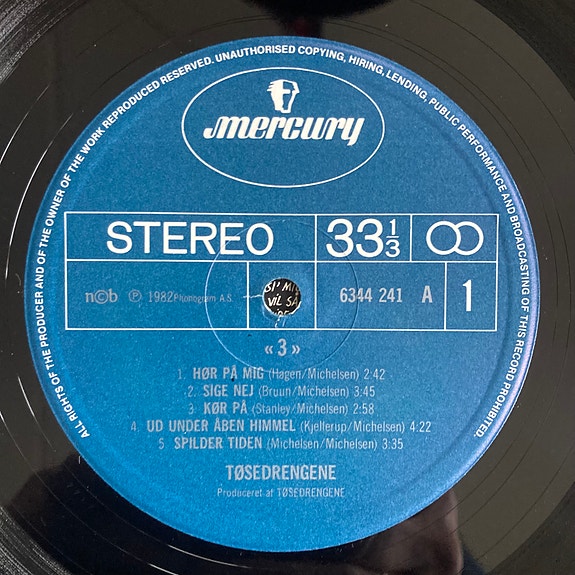 ALL RIGHTS OF THE PRODUCER AND OF THE OWNER OF THE WORK REPRODUCED RESERVED. UNAUTHORISED COPYING, HIRING, LENDING, PUBLIC PERFORMANCE AND BROADCASTING OF THIS RECORD PROHIBITED.
mercury
STEREO 33 1/3
n©b ℗ 1982 Phonogram A.S. 6344 241 A 1
VIL SÅ
«3»
1. HØR PÅ MIG (Hagen/Michelsen) 2:42
2. SIGE NEJ (Bruun/Michelsen) 3:45
3. KØR PÅ (Stanley/Michelsen) 2:58
4. UD UNDER ÅBEN HIMMEL (Kjellerup/Michelsen) 4:22
5. SPILDER TIDEN (Michelsen/Michelsen) 3:35
TØSEDRENGENE
Produceret af TØSEDRENGENE